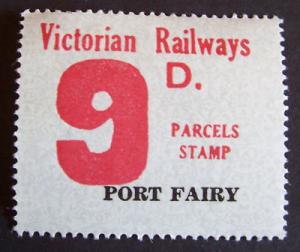 Victorian Railways
9 D.
PARCELS
STAMP
PORT FAIRY